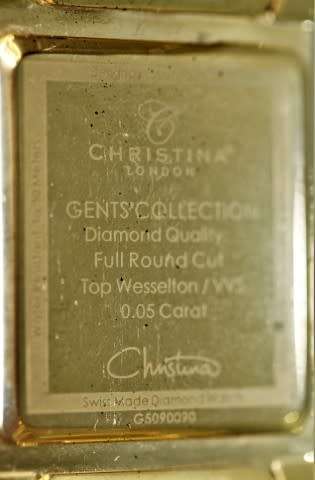 CHRISTINA
LONDON
GENTS' COLLECTION
Diamond Quality
Full Round Cut
Top Wesselton / VVS
0.05 Carat
Christina
Swiss Made Diamond Watch